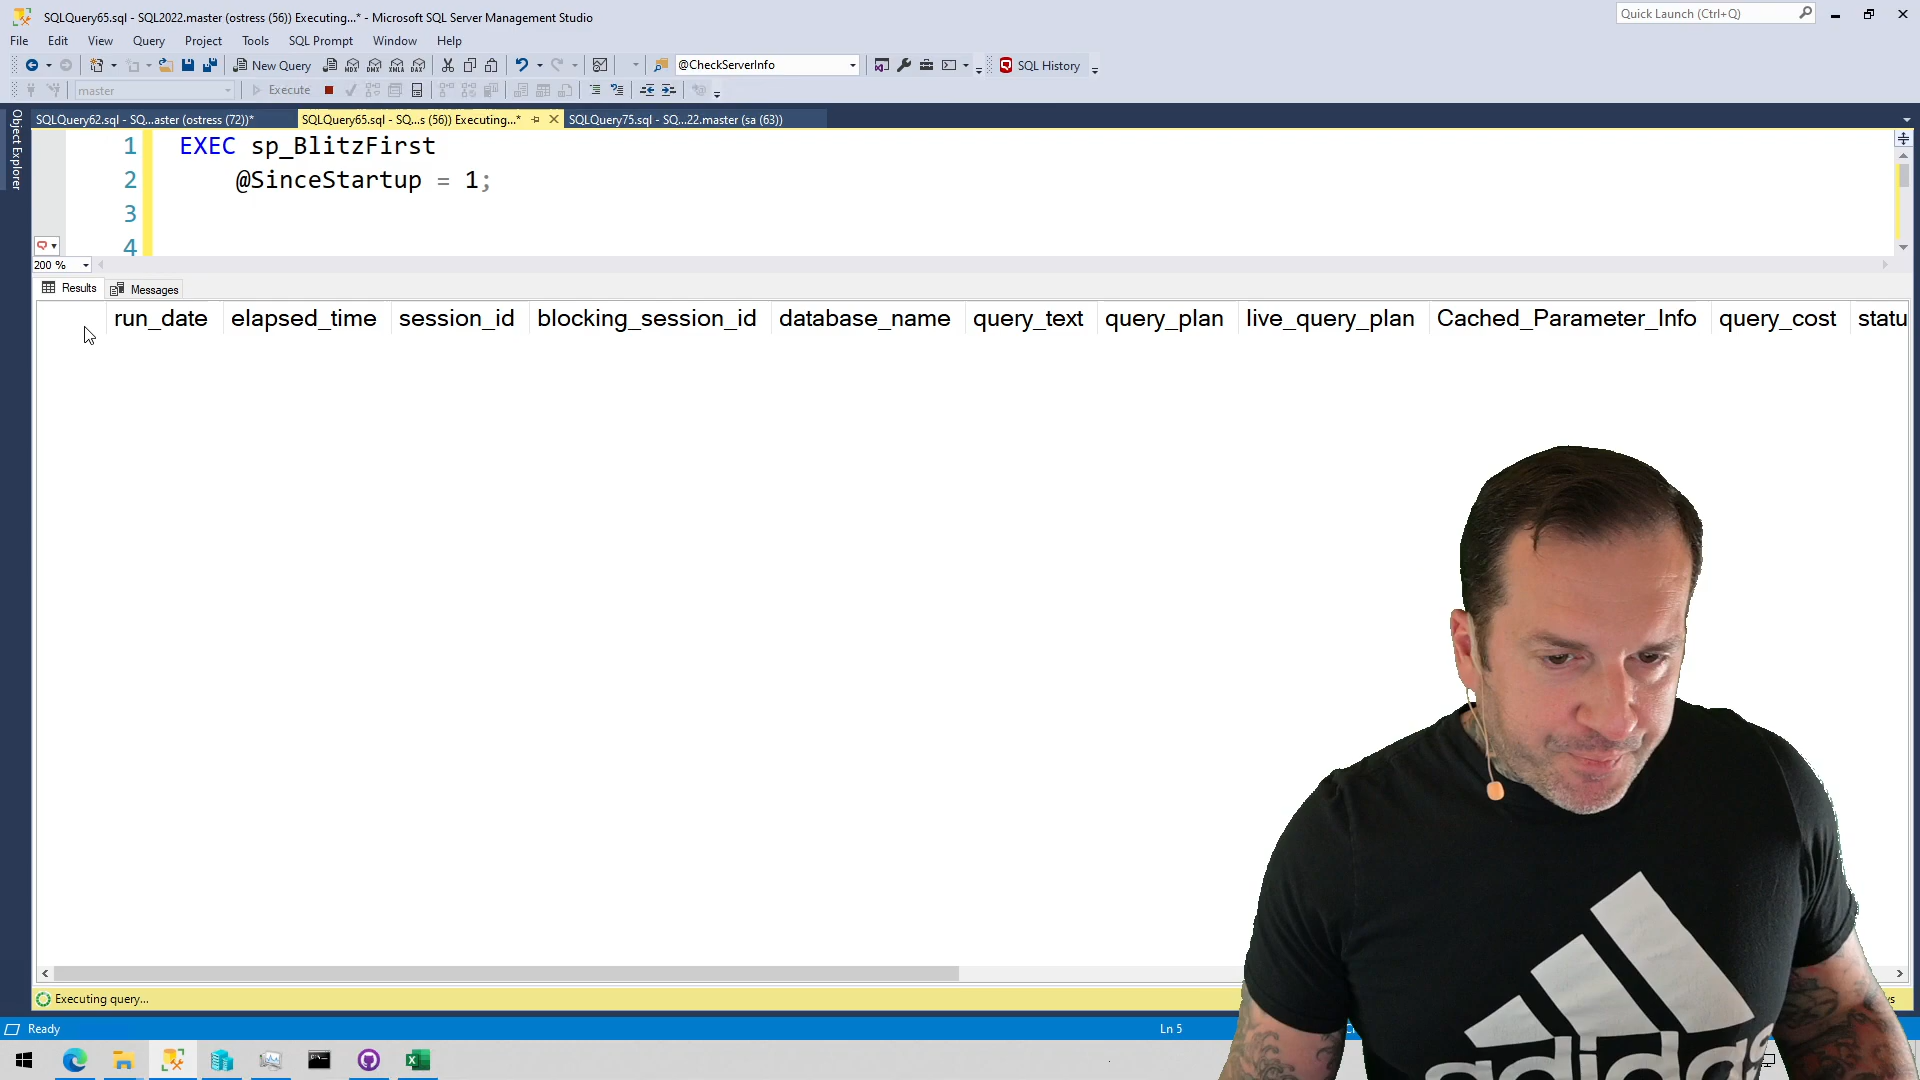 SQLQuery65.sql - SQL2022.master (ostress (56)) Executing...* - Microsoft SQL Server Management Studio
Quick Launch (Ctrl+Q)
File Edit View Query Project Tools SQL Prompt Window Help
New Query
@CheckServerInfo
SQL History
master
Execute
SQLQuery62.sql - SQ...aster (ostress (72))*
SQLQuery65.sql - SQ...s (56)) Executing...*
SQLQuery75.sql - SQ...22.master (sa (63))
Object Explorer
1 EXEC sp_BlitzFirst
2 @SinceStartup = 1;
3
4
200 %
Results Messages
run_date elapsed_time session_id blocking_session_id database_name query_text query_plan live_query_plan Cached_Parameter_Info query_cost statu
Executing query...
Ready
Ln 5
adidas